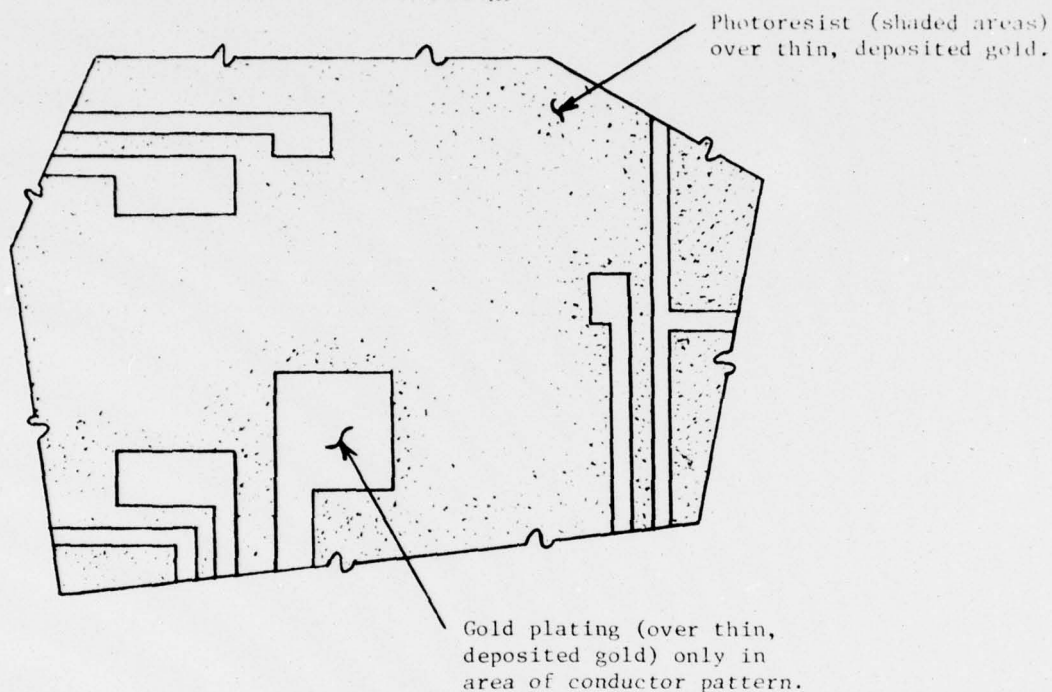 Photoresist (shaded areas)
over thin, deposited gold.
Gold plating (over thin,
deposited gold) only in
area of conductor pattern.